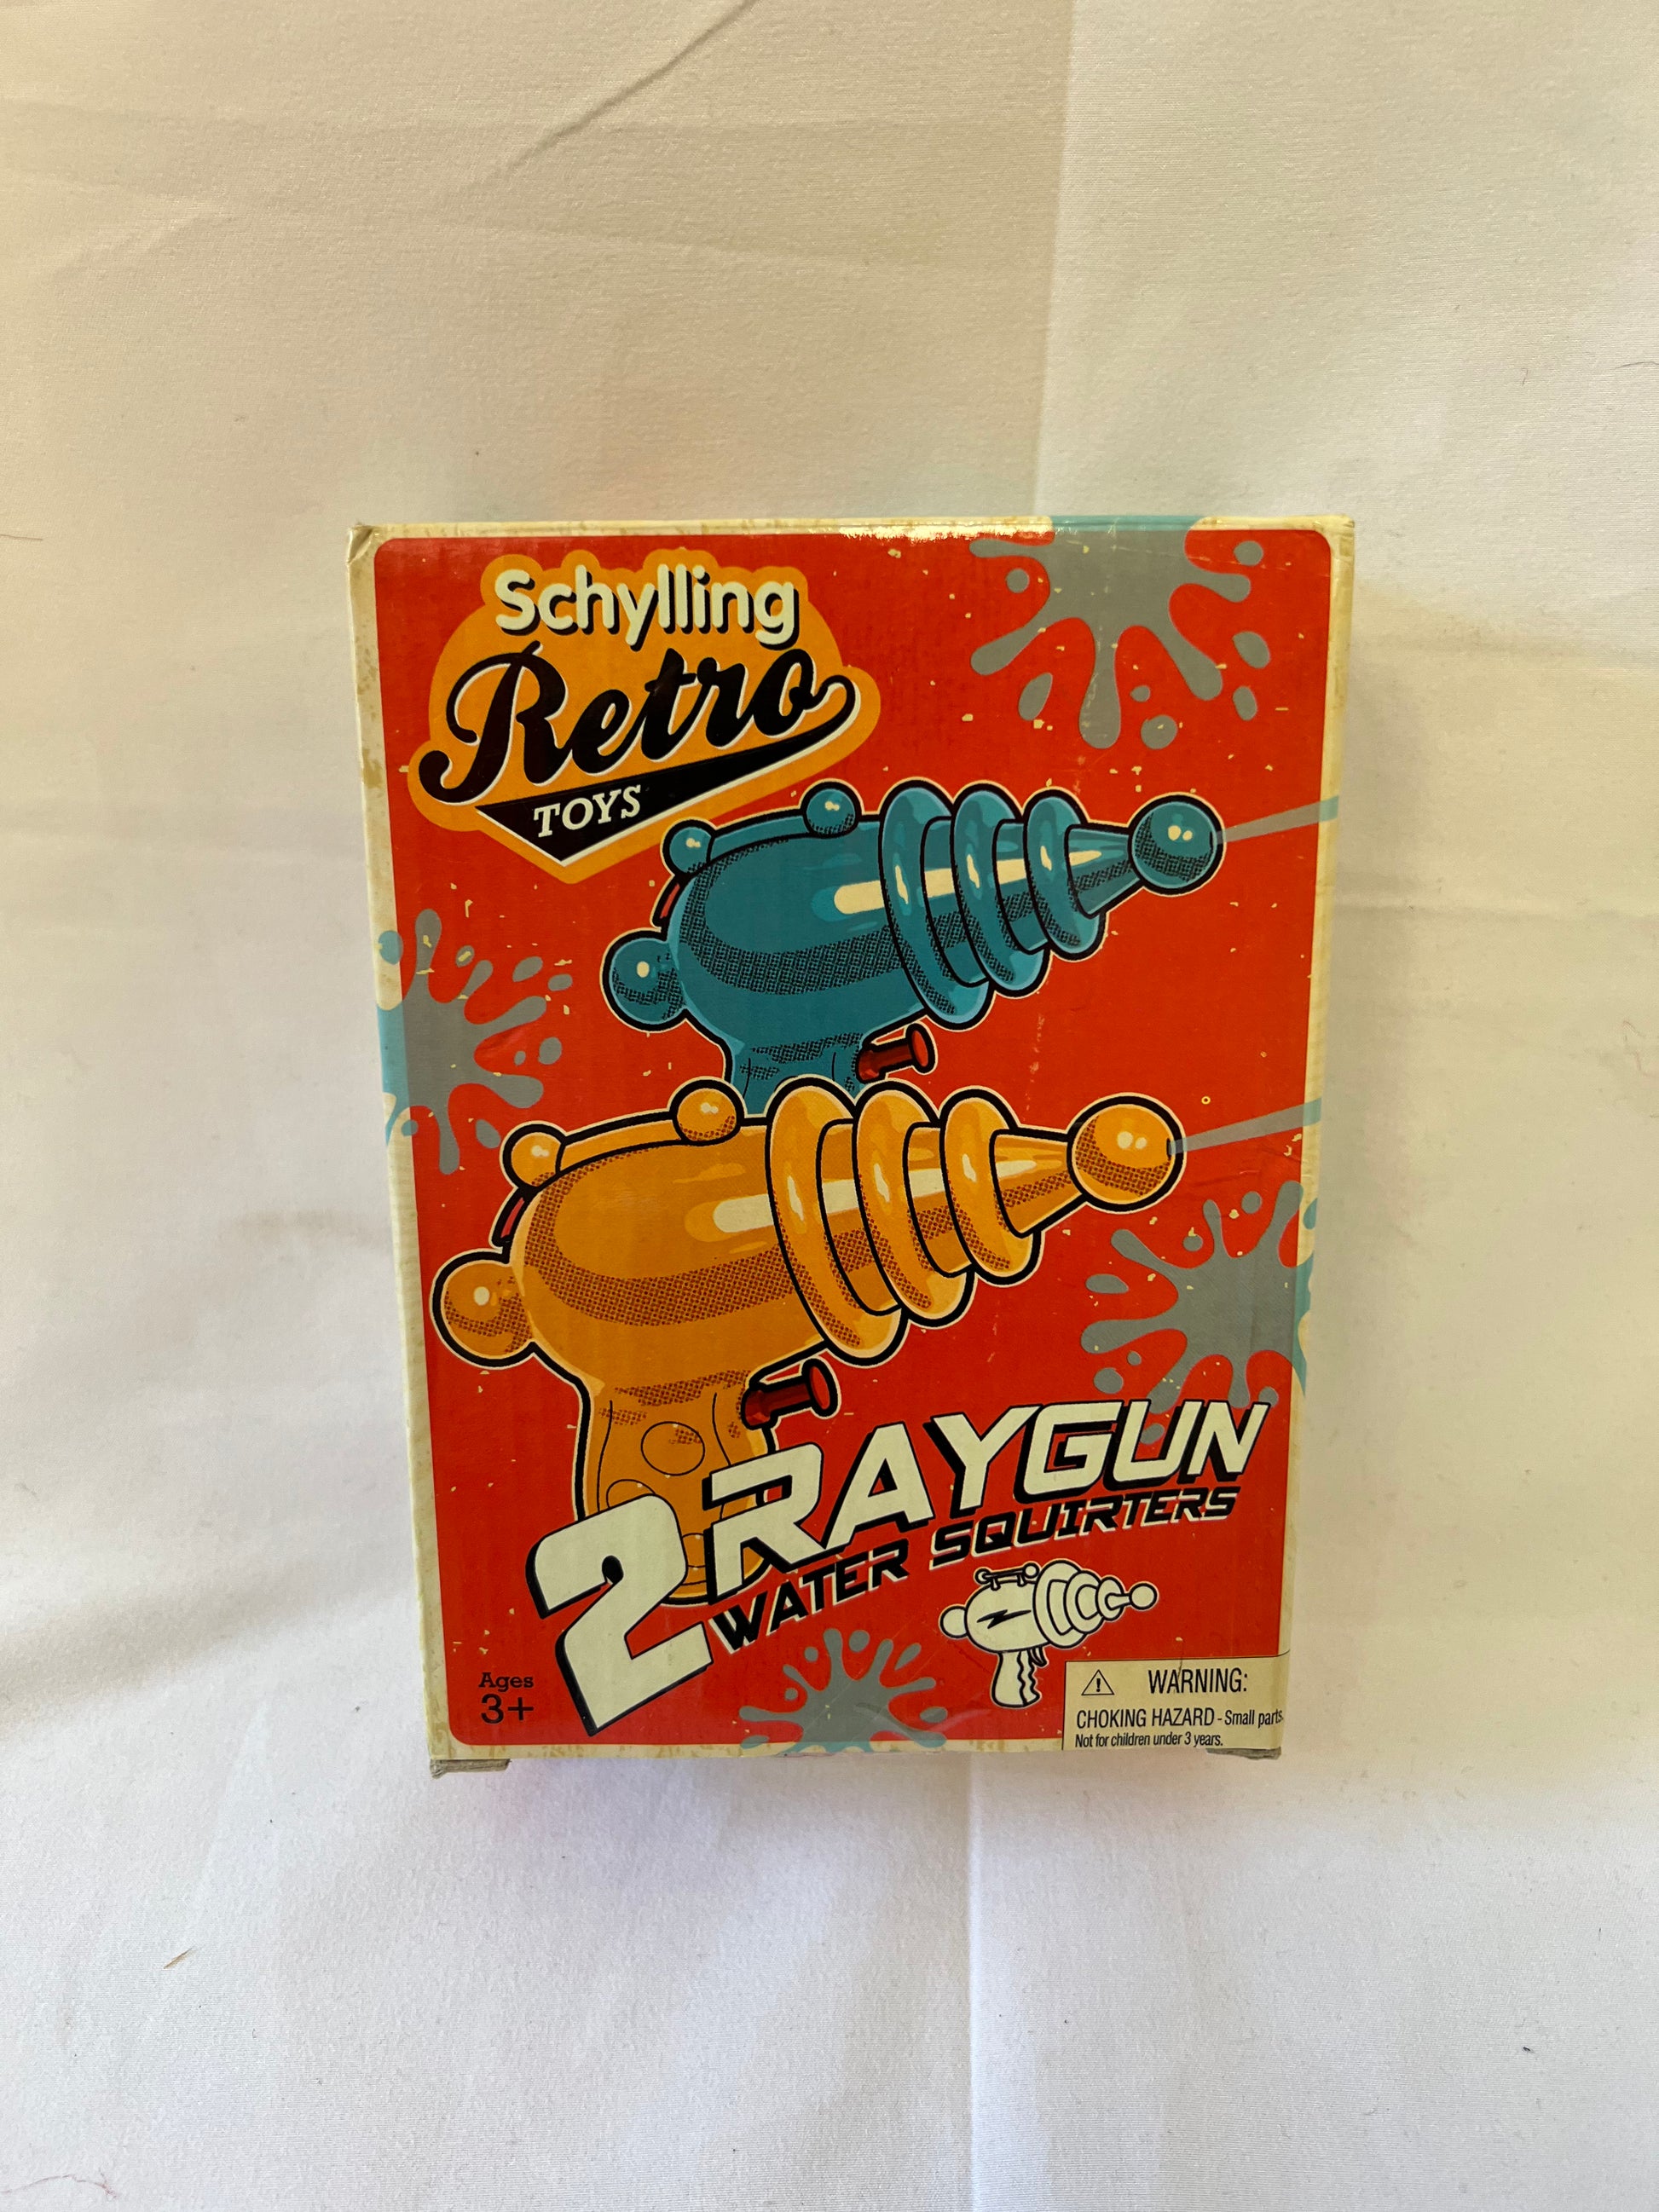 Schylling
Retro
TOYS
2 RAYGUN
WATER SQUIRTERS
Ages
3+
WARNING:
CHOKING HAZARD - Small parts.
Not for children under 3 years.